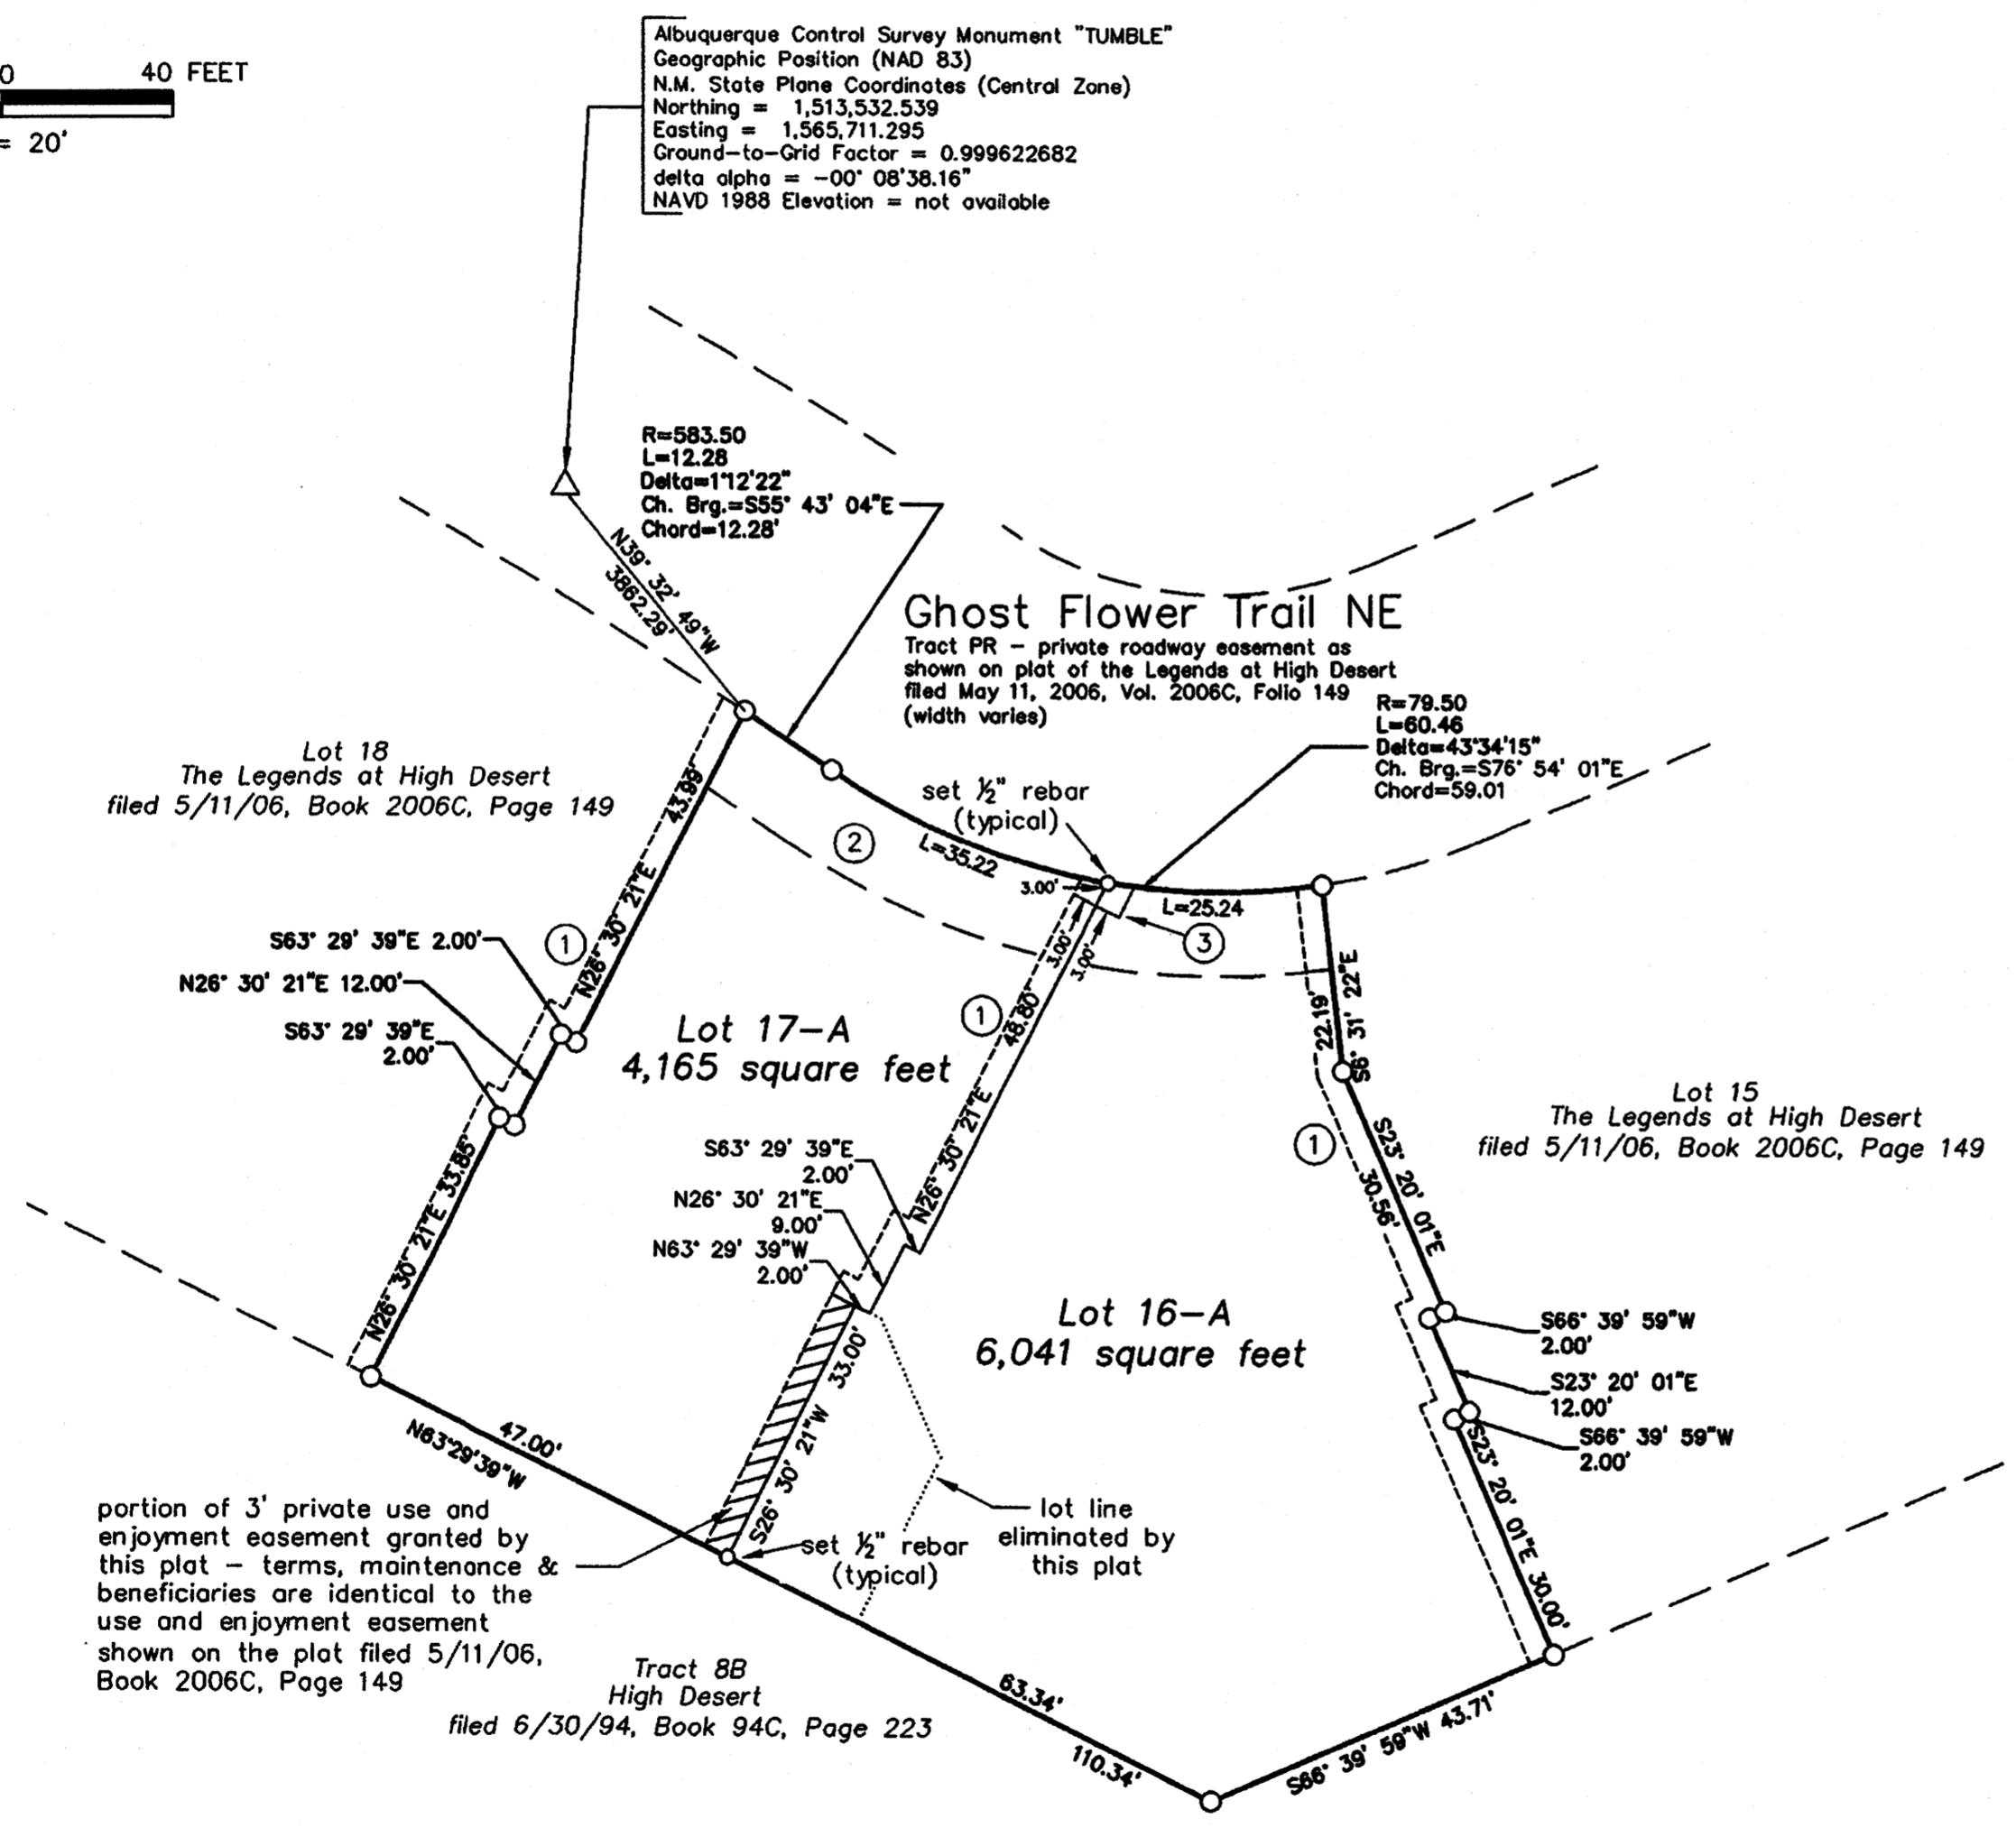 0 40 FEET
= 20'
Albuquerque Control Survey Monument "TUMBLE"
Geographic Position (NAD 83)
N.M. State Plane Coordinates (Central Zone)
Northing = 1,513,532.539
Easting = 1,565,711.295
Ground-to-Grid Factor = 0.999622682
delta alpha = -00° 08'38.16"
NAVD 1988 Elevation = not available
R=583.50
L=12.28
Delta=1°12'22"
Ch. Brg.=S55° 43' 04"E
Chord=12.28'
N39° 32' 49"W
3862.29'
Ghost Flower Trail NE
Tract PR - private roadway easement as
shown on plat of the Legends at High Desert
filed May 11, 2006, Vol. 2006C, Folio 149
(width varies)
R=79.50
L=60.46
Delta=43°34'15"
Ch. Brg.=S76° 54' 01"E
Chord=59.01
Lot 18
The Legends at High Desert
filed 5/11/06, Book 2006C, Page 149
set ½" rebar
(typical)
2
L=35.22
3.00'
L=25.24
3
3.00'
3.00'
N26° 30' 21"E
43.99'
1
S63° 29' 39"E 2.00'
N26° 30' 21"E 12.00'
S63° 29' 39"E
2.00'
Lot 17-A
4,165 square feet
1
N26° 30' 21"E
48.80'
S6° 31' 22"E
22.19'
Lot 15
The Legends at High Desert
filed 5/11/06, Book 2006C, Page 149
1
S23° 20' 01"E
30.56'
S63° 29' 39"E
2.00'
N26° 30' 21"E
9.00'
N63° 29' 39"W
2.00'
N26° 30' 21"E 33.85'
Lot 16-A
6,041 square feet
S66° 39' 59"W
2.00'
S23° 20' 01"E
12.00'
S66° 39' 59"W
2.00'
S23° 20' 01"E 30.00'
S26° 30' 21"W
33.00'
47.00'
N63°29'39"W
portion of 3' private use and
enjoyment easement granted by
this plat - terms, maintenance &
beneficiaries are identical to the
use and enjoyment easement
shown on the plat filed 5/11/06,
Book 2006C, Page 149
set ½" rebar
(typical)
lot line
eliminated by
this plat
Tract 8B
High Desert
filed 6/30/94, Book 94C, Page 223
63.34'
110.34'
S66° 39' 59"W 43.71'